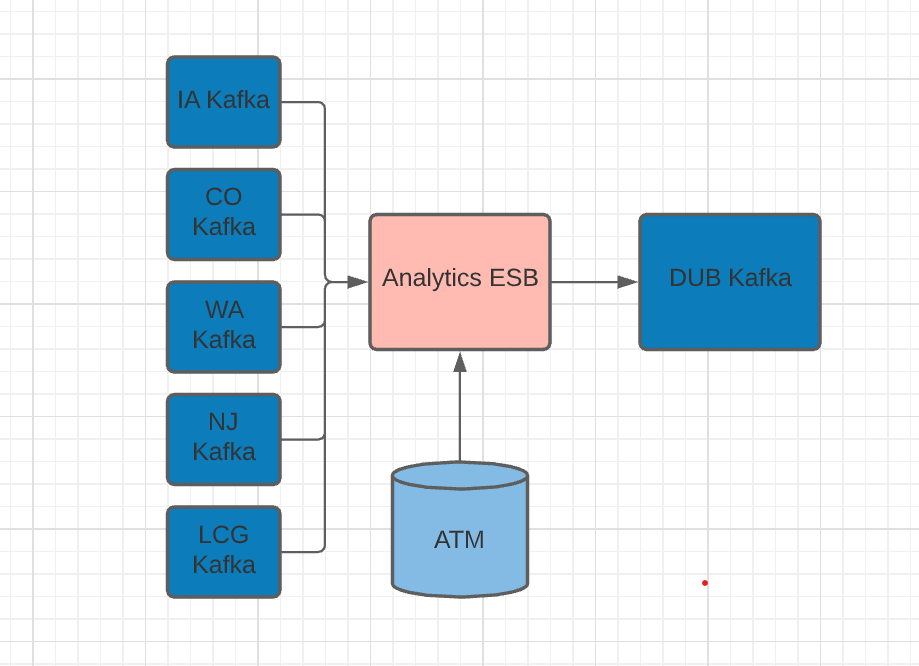 IA Kafka
CO
Kafka
WA
Kafka
NJ
Kafka
LCG
Kafka
Analytics ESB
ATM
DUB Kafka